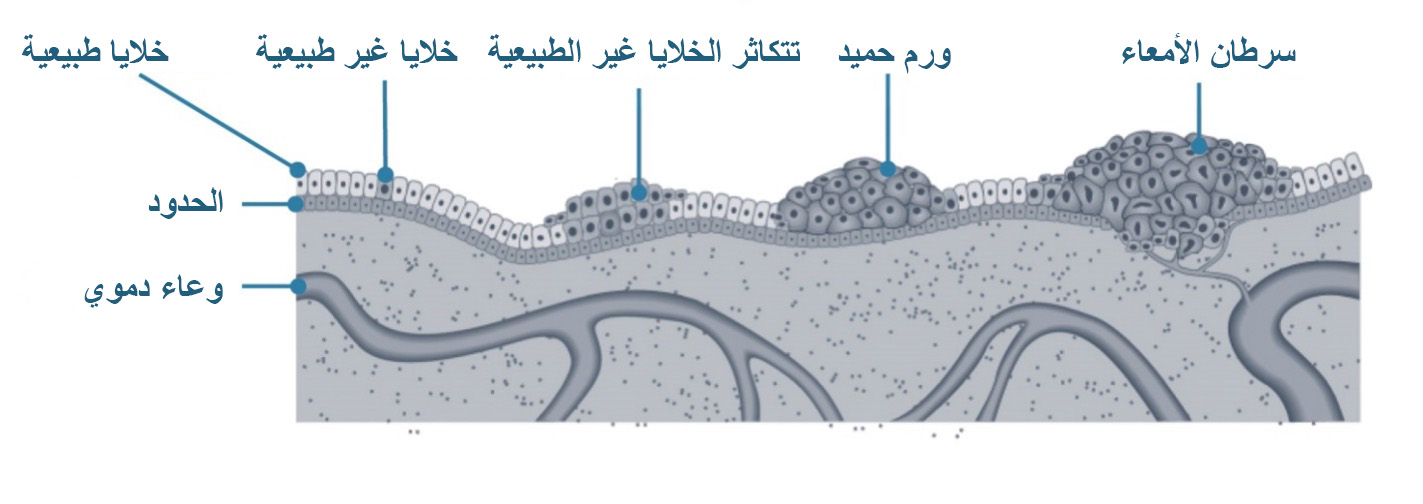 سرطان الأمعاء
ورم حميد
تتكاثر الخلايا غير الطبيعية
خلايا غير طبيعية
خلايا طبيعية
الحدود
وعاء دموي